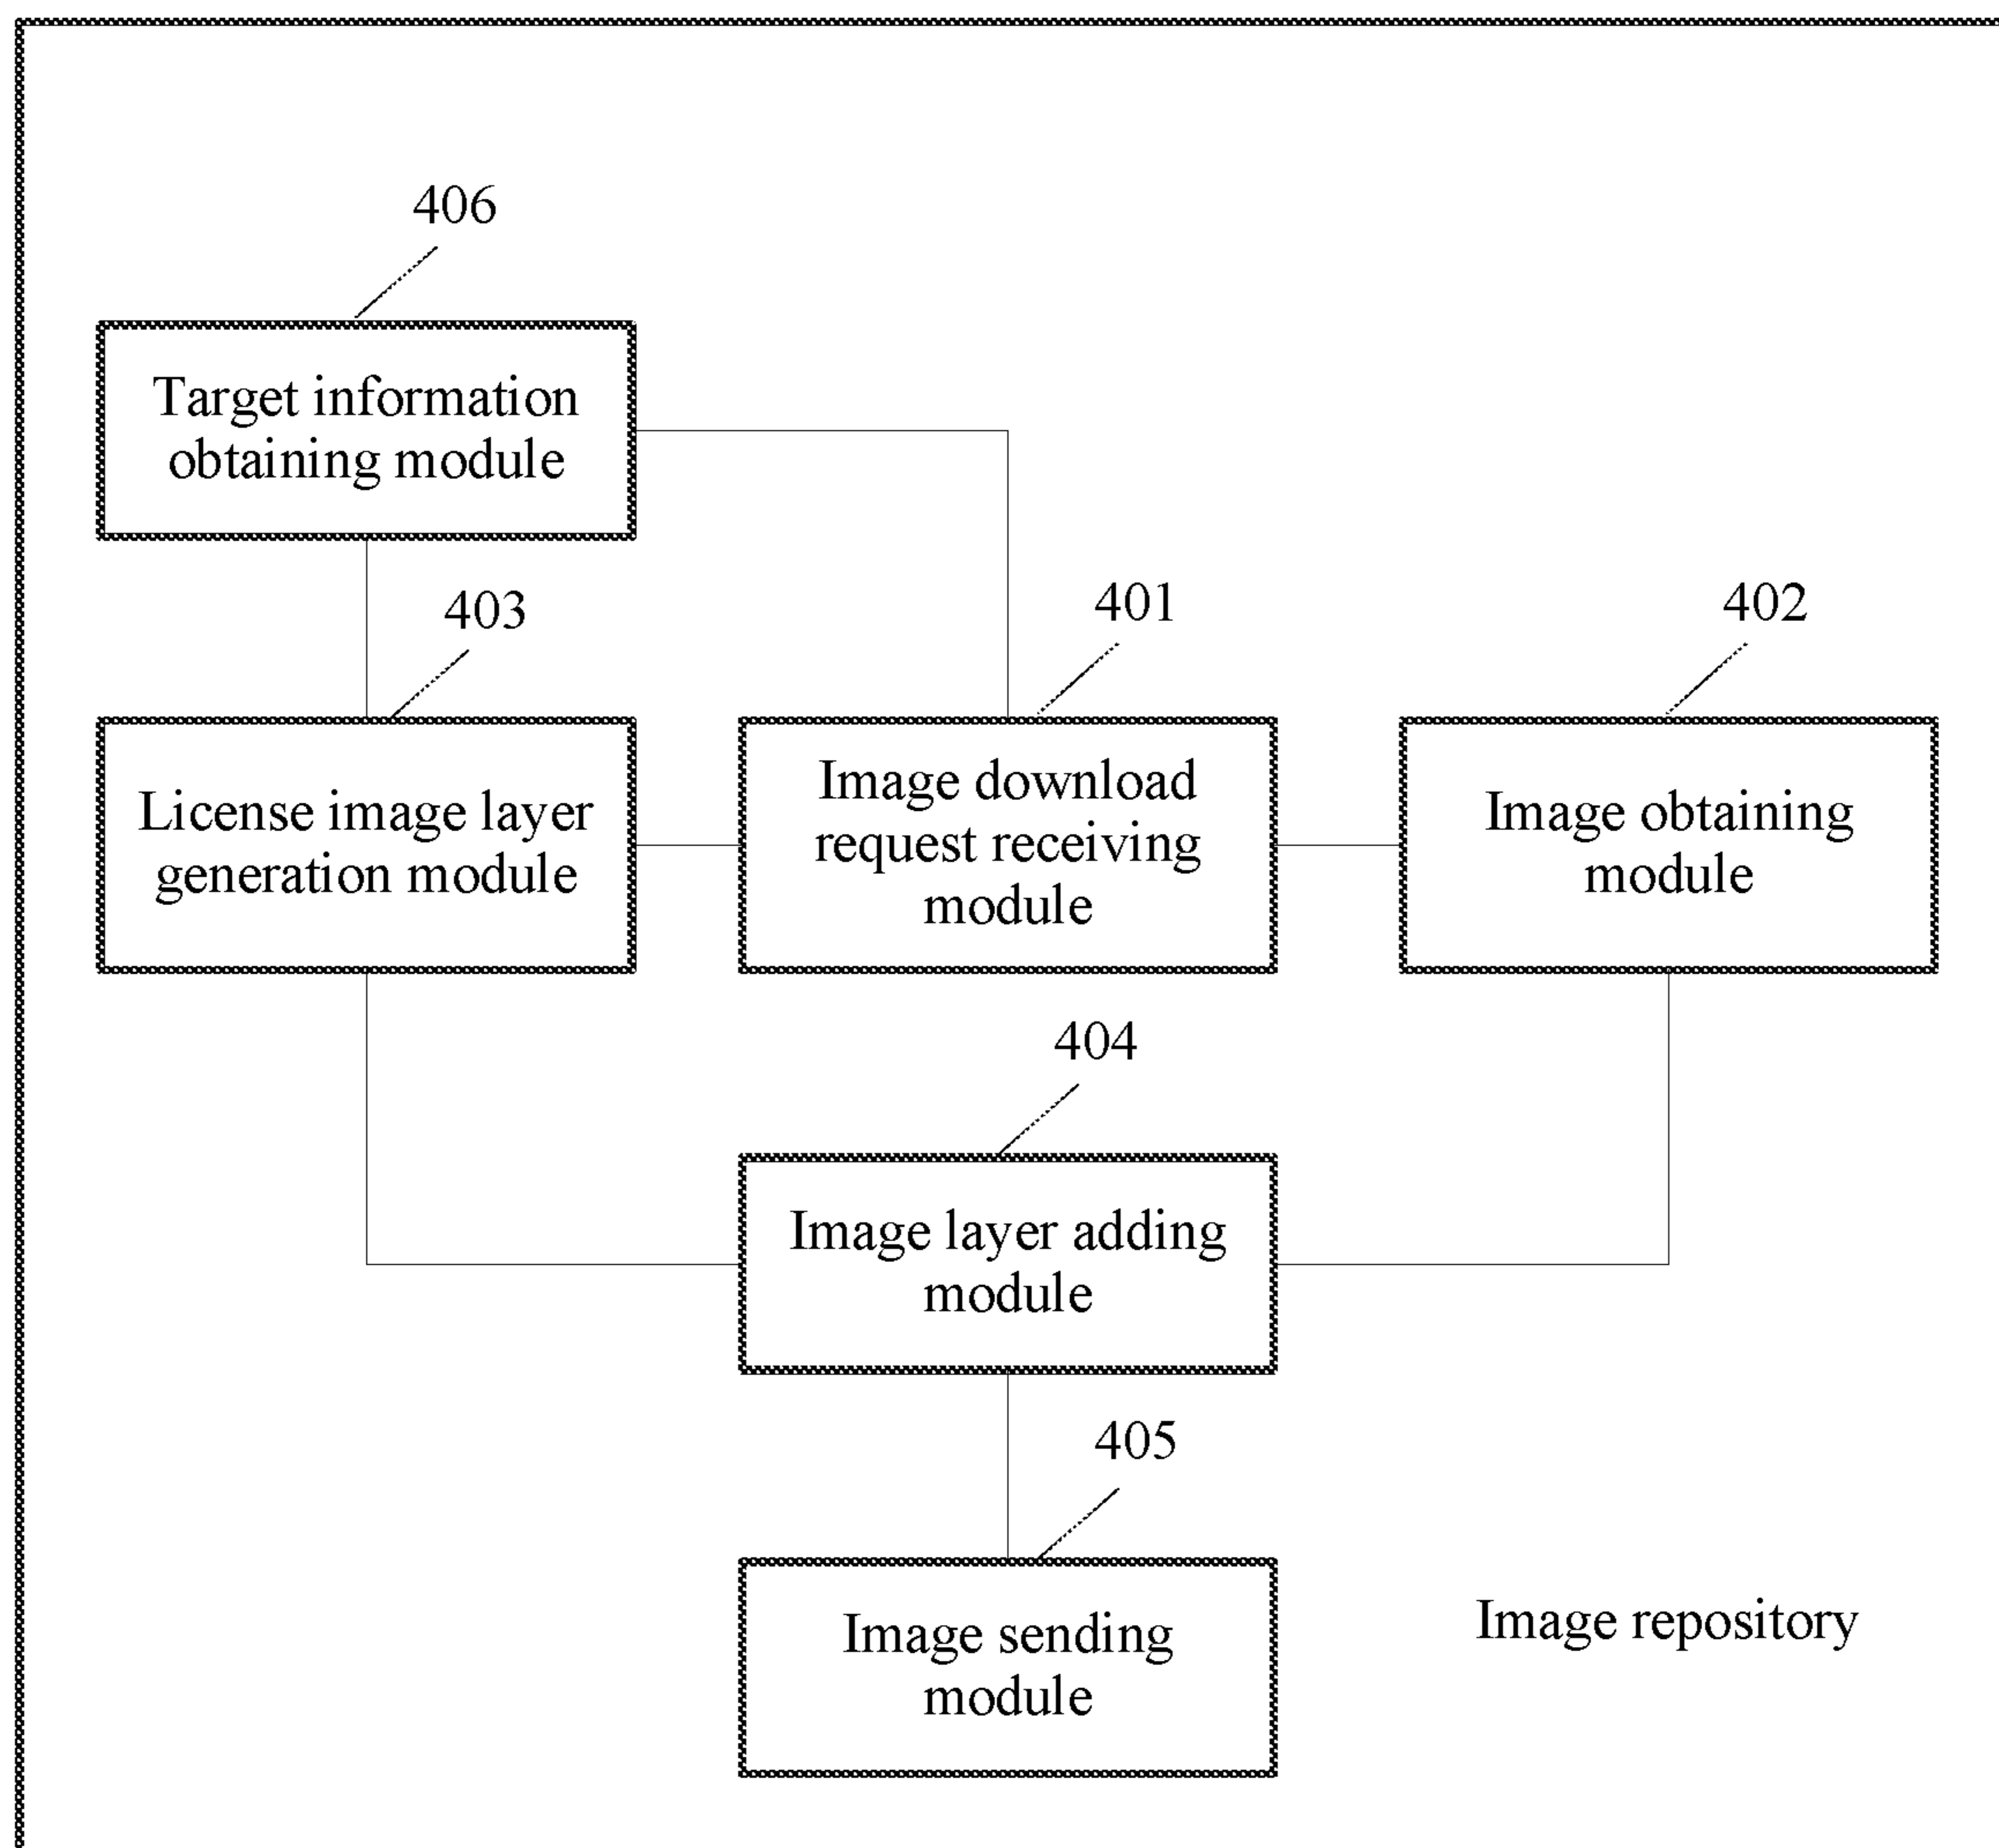 406
Target information
obtaining module
403
401
402
License image layer
generation module
Image download
request receiving
module
Image obtaining
module
404
Image layer adding
module
405
Image sending
module
Image repository